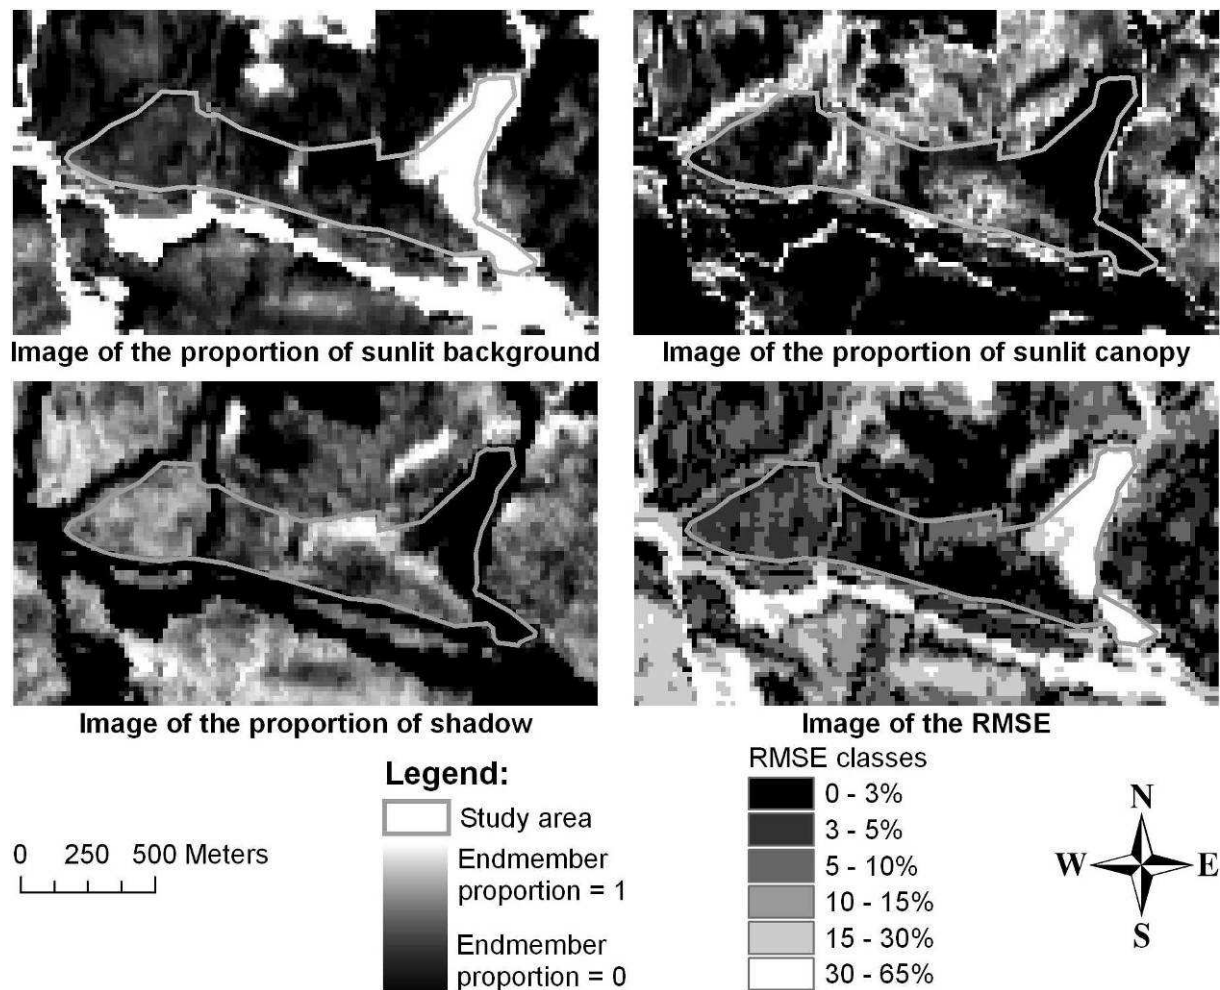 Image of the proportion of sunlit background
Image of the proportion of sunlit canopy
Image of the proportion of shadow
Image of the RMSE
Legend:
Study area
Endmember
proportion = 1
Endmember
proportion = 0
0 250 500 Meters
RMSE classes
0 - 3%
3 - 5%
5 - 10%
10 - 15%
15 - 30%
30 - 65%
N
W E
S